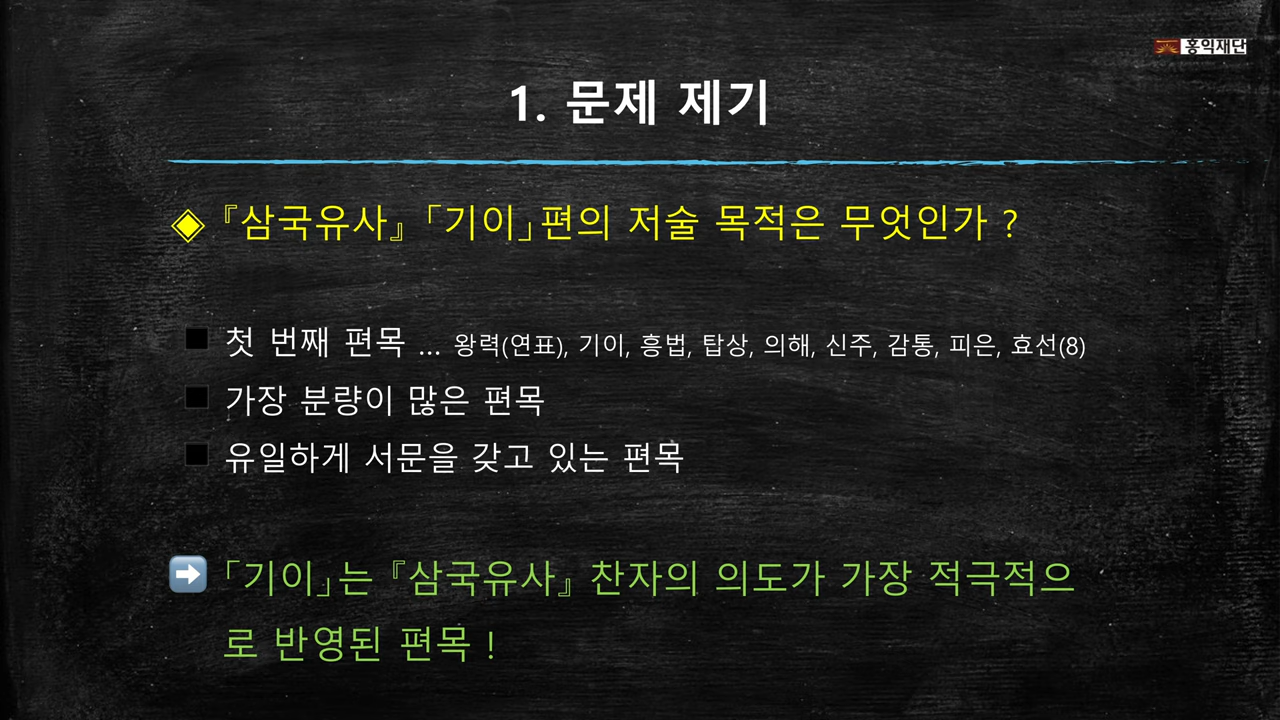 홍익재단
1. 문제 제기
◈ 『삼국유사』 「기이」편의 저술 목적은 무엇인가 ?
■ 첫 번째 편목 … 왕력(연표), 기이, 흥법, 탑상, 의해, 신주, 감통, 피은, 효선(8)
■ 가장 분량이 많은 편목
■ 유일하게 서문을 갖고 있는 편목
➡ 「기이」는 『삼국유사』 찬자의 의도가 가장 적극적으
로 반영된 편목 !